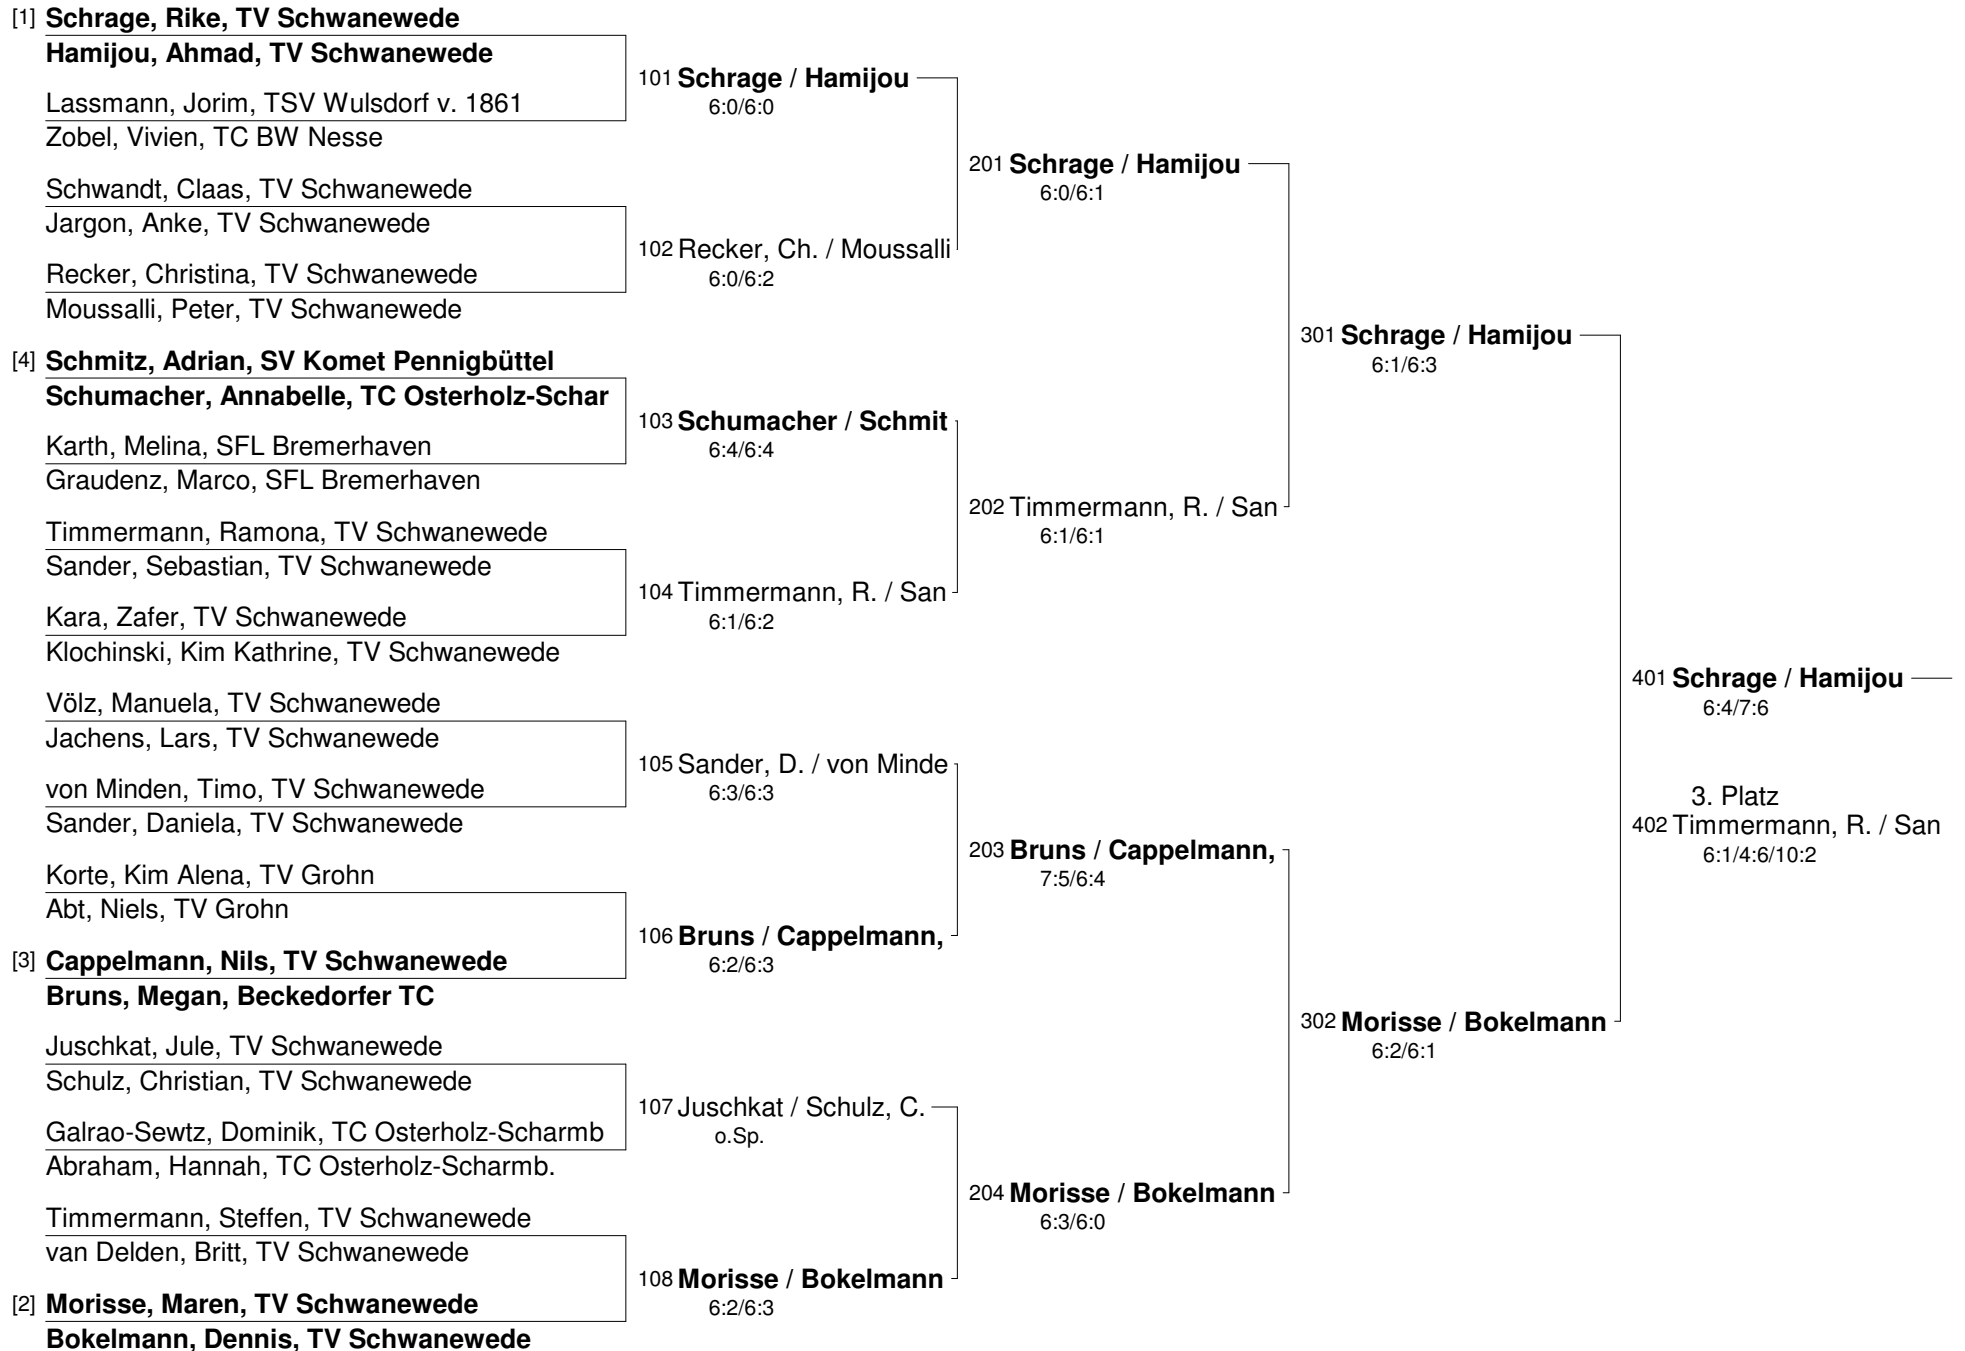 [1] Schrage, Rike, TV Schwanewede
Hamijou, Ahmad, TV Schwanewede
Lassmann, Jorim, TSV Wulsdorf v. 1861
Zobel, Vivien, TC BW Nesse
Schwandt, Claas, TV Schwanewede
Jargon, Anke, TV Schwanewede
Recker, Christina, TV Schwanewede
Moussalli, Peter, TV Schwanewede
[4] Schmitz, Adrian, SV Komet Pennigbüttel
Schumacher, Annabelle, TC Osterholz-Schar
Karth, Melina, SFL Bremerhaven
Graudenz, Marco, SFL Bremerhaven
Timmermann, Ramona, TV Schwanewede
Sander, Sebastian, TV Schwanewede
Kara, Zafer, TV Schwanewede
Klochinski, Kim Kathrine, TV Schwanewede
Völz, Manuela, TV Schwanewede
Jachens, Lars, TV Schwanewede
von Minden, Timo, TV Schwanewede
Sander, Daniela, TV Schwanewede
Korte, Kim Alena, TV Grohn
Abt, Niels, TV Grohn
[3] Cappelmann, Nils, TV Schwanewede
Bruns, Megan, Beckedorfer TC
Juschkat, Jule, TV Schwanewede
Schulz, Christian, TV Schwanewede
Galrao-Sewtz, Dominik, TC Osterholz-Scharmb
Abraham, Hannah, TC Osterholz-Scharmb.
Timmermann, Steffen, TV Schwanewede
van Delden, Britt, TV Schwanewede
[2] Morisse, Maren, TV Schwanewede
Bokelmann, Dennis, TV Schwanewede
101 Schrage / Hamijou
6:0/6:0
102 Recker, Ch. / Moussalli
6:0/6:2
103 Schumacher / Schmit
6:4/6:4
104 Timmermann, R. / San
6:1/6:2
105 Sander, D. / von Minde
6:3/6:3
106 Bruns / Cappelmann,
6:2/6:3
107 Juschkat / Schulz, C.
o.Sp.
108 Morisse / Bokelmann
6:2/6:3
201 Schrage / Hamijou
6:0/6:1
202 Timmermann, R. / San
6:1/6:1
203 Bruns / Cappelmann,
7:5/6:4
204 Morisse / Bokelmann
6:3/6:0
301 Schrage / Hamijou
6:1/6:3
302 Morisse / Bokelmann
6:2/6:1
401 Schrage / Hamijou
6:4/7:6
3. Platz
402 Timmermann, R. / San
6:1/4:6/10:2